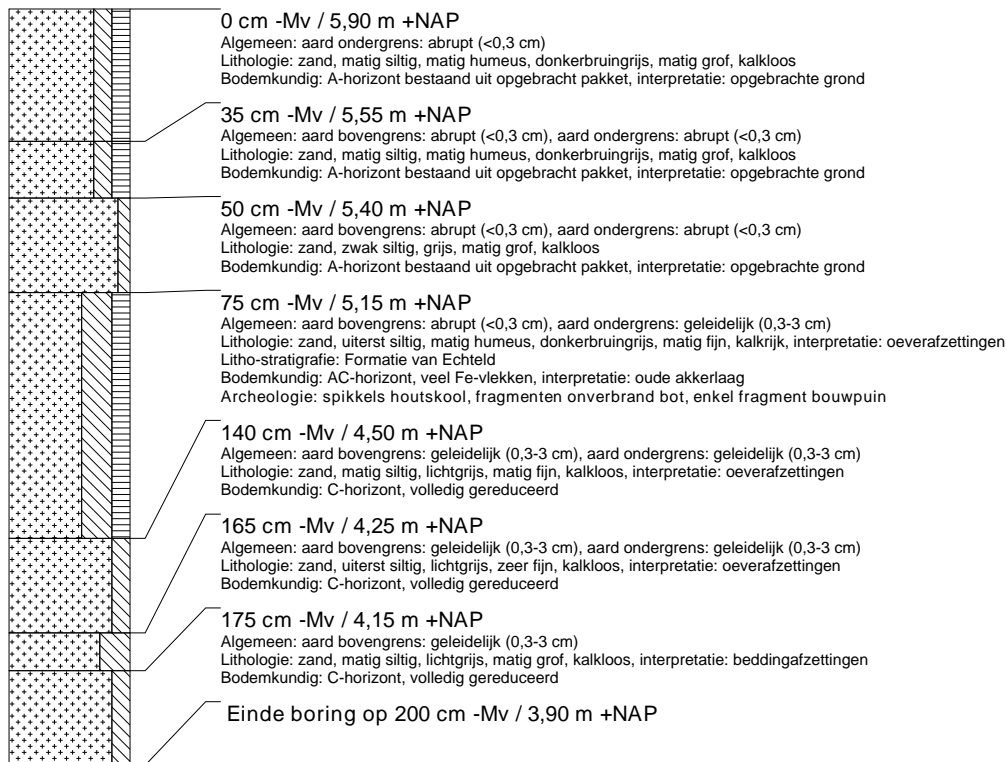 0 cm -Mv / 5,90 m +NAP
Algemeen: aard ondergrens: abrupt (<0,3 cm)
Lithologie: zand, matig siltig, matig humeus, donkerbruingrijs, matig grof, kalkloos
Bodemkundig: A-horizont bestaand uit opgebracht pakket, interpretatie: opgebrachte grond
35 cm -Mv / 5,55 m +NAP
Algemeen: aard bovengrens: abrupt (<0,3 cm), aard ondergrens: abrupt (<0,3 cm)
Lithologie: zand, matig siltig, matig humeus, donkerbruingrijs, matig grof, kalkloos
Bodemkundig: A-horizont bestaand uit opgebracht pakket, interpretatie: opgebrachte grond
50 cm -Mv / 5,40 m +NAP
Algemeen: aard bovengrens: abrupt (<0,3 cm), aard ondergrens: abrupt (<0,3 cm)
Lithologie: zand, zwak siltig, grijs, matig grof, kalkloos
Bodemkundig: A-horizont bestaand uit opgebracht pakket, interpretatie: opgebrachte grond
75 cm -Mv / 5,15 m +NAP
Algemeen: aard bovengrens: abrupt (<0,3 cm), aard ondergrens: geleidelijk (0,3-3 cm)
Lithologie: zand, uiterst siltig, matig humeus, donkerbruingrijs, matig fijn, kalkrijk, interpretatie: oeverafzettingen
Litho-stratigrafie: Formatie van Echteld
Bodemkundig: AC-horizont, veel Fe-vlekken, interpretatie: oude akkerlaag
Archeologie: spikkels houtskool, fragmenten onverbrand bot, enkel fragment bouwpuin
140 cm -Mv / 4,50 m +NAP
Algemeen: aard bovengrens: geleidelijk (0,3-3 cm), aard ondergrens: geleidelijk (0,3-3 cm)
Lithologie: zand, matig siltig, lichtgrijs, matig fijn, kalkloos, interpretatie: oeverafzettingen
Bodemkundig: C-horizont, volledig gereduceerd
165 cm -Mv / 4,25 m +NAP
Algemeen: aard bovengrens: geleidelijk (0,3-3 cm), aard ondergrens: geleidelijk (0,3-3 cm)
Lithologie: zand, uiterst siltig, lichtgrijs, zeer fijn, kalkloos, interpretatie: oeverafzettingen
Bodemkundig: C-horizont, volledig gereduceerd
175 cm -Mv / 4,15 m +NAP
Algemeen: aard bovengrens: geleidelijk (0,3-3 cm)
Lithologie: zand, matig siltig, lichtgrijs, matig grof, kalkloos, interpretatie: beddingafzettingen
Bodemkundig: C-horizont, volledig gereduceerd
Einde boring op 200 cm -Mv / 3,90 m +NAP